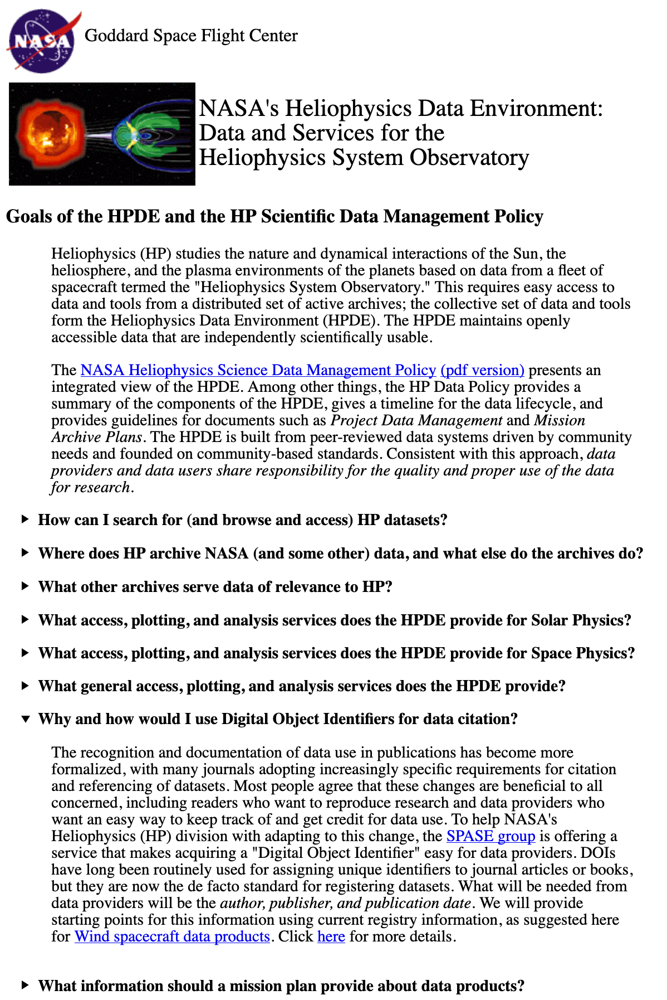 NASA
Goddard Space Flight Center
NASA's Heliophysics Data Environment:
Data and Services for the
Heliophysics System Observatory
Goals of the HPDE and the HP Scientific Data Management Policy
Heliophysics (HP) studies the nature and dynamical interactions of the Sun, the
heliosphere, and the plasma environments of the planets based on data from a fleet of
spacecraft termed the "Heliophysics System Observatory." This requires easy access to
data and tools from a distributed set of active archives; the collective set of data and tools
form the Heliophysics Data Environment (HPDE). The HPDE maintains openly
accessible data that are independently scientifically usable.
The NASA Heliophysics Science Data Management Policy (pdf version) presents an
integrated view of the HPDE. Among other things, the HP Data Policy provides a
summary of the components of the HPDE, gives a timeline for the data lifecycle, and
provides guidelines for documents such as Project Data Management and Mission
Archive Plans. The HPDE is built from peer-reviewed data systems driven by community
needs and founded on community-based standards. Consistent with this approach, data
providers and data users share responsibility for the quality and proper use of the data
for research.
How can I search for (and browse and access) HP datasets?
Where does HP archive NASA (and some other) data, and what else do the archives do?
What other archives serve data of relevance to HP?
What access, plotting, and analysis services does the HPDE provide for Solar Physics?
What access, plotting, and analysis services does the HPDE provide for Space Physics?
What general access, plotting, and analysis services does the HPDE provide?
Why and how would I use Digital Object Identifiers for data citation?
The recognition and documentation of data use in publications has become more
formalized, with many journals adopting increasingly specific requirements for citation
and referencing of datasets. Most people agree that these changes are beneficial to all
concerned, including readers who want to reproduce research and data providers who
want an easy way to keep track of and get credit for data use. To help NASA's
Heliophysics (HP) division with adapting to this change, the SPASE group is offering a
service that makes acquiring a "Digital Object Identifier" easy for data providers. DOIs
have long been routinely used for assigning unique identifiers to journal articles or books,
but they are now the de facto standard for registering datasets. What will be needed from
data providers will be the author, publisher, and publication date. We will provide
starting points for this information using current registry information, as suggested here
for Wind spacecraft data products. Click here for more details.
What information should a mission plan provide about data products?